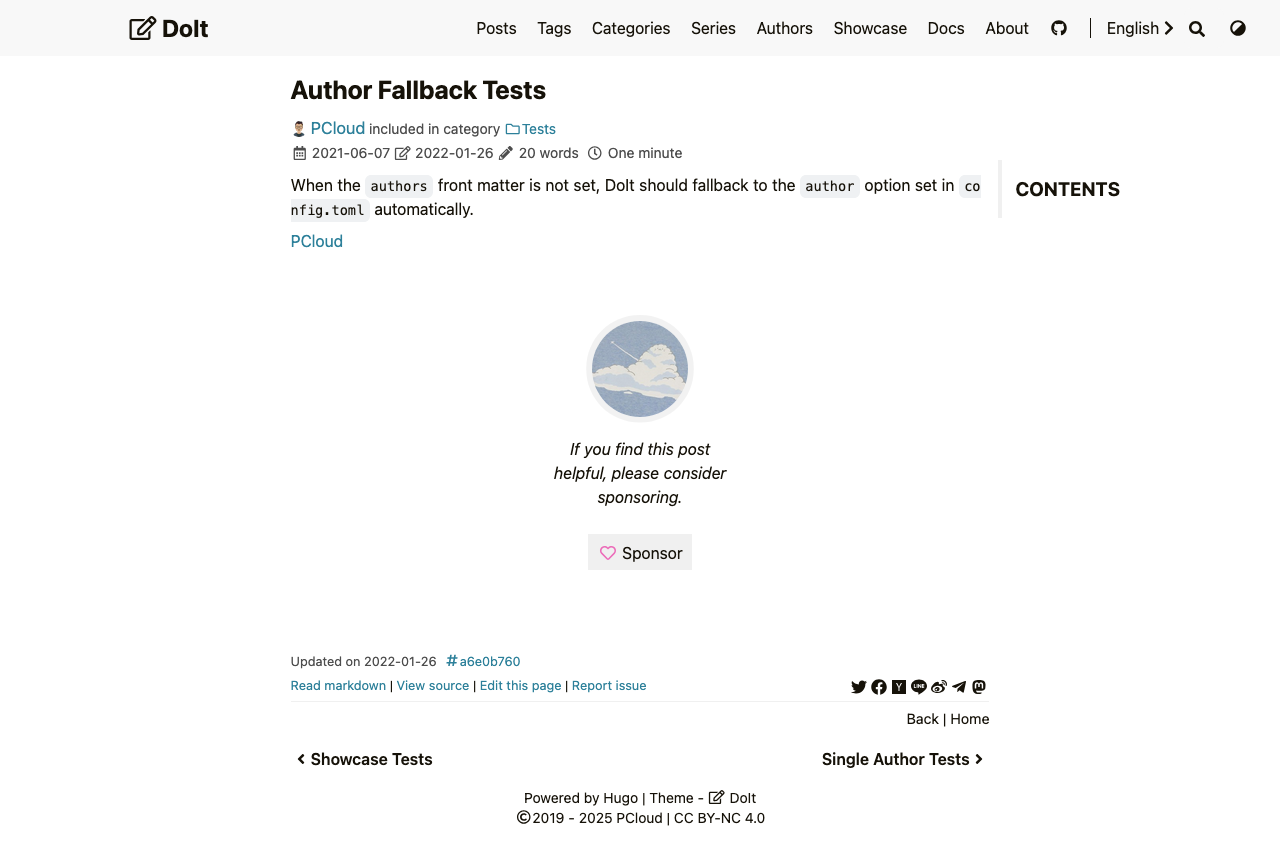 DoIt
Posts Tags Categories Series Authors Showcase Docs About English
Author Fallback Tests
PCloud included in category Tests
2021-06-07 2022-01-26 20 words One minute
When the authors front matter is not set, DoIt should fallback to the author option set in co
nfig.toml automatically.
CONTENTS
PCloud
If you find this post
helpful, please consider
sponsoring.
Sponsor
Updated on 2022-01-26 #a6e0b760
Read markdown | View source | Edit this page | Report issue
Back | Home
Showcase Tests
Single Author Tests
Powered by Hugo | Theme - DoIt
©2019 - 2025 PCloud | CC BY-NC 4.0